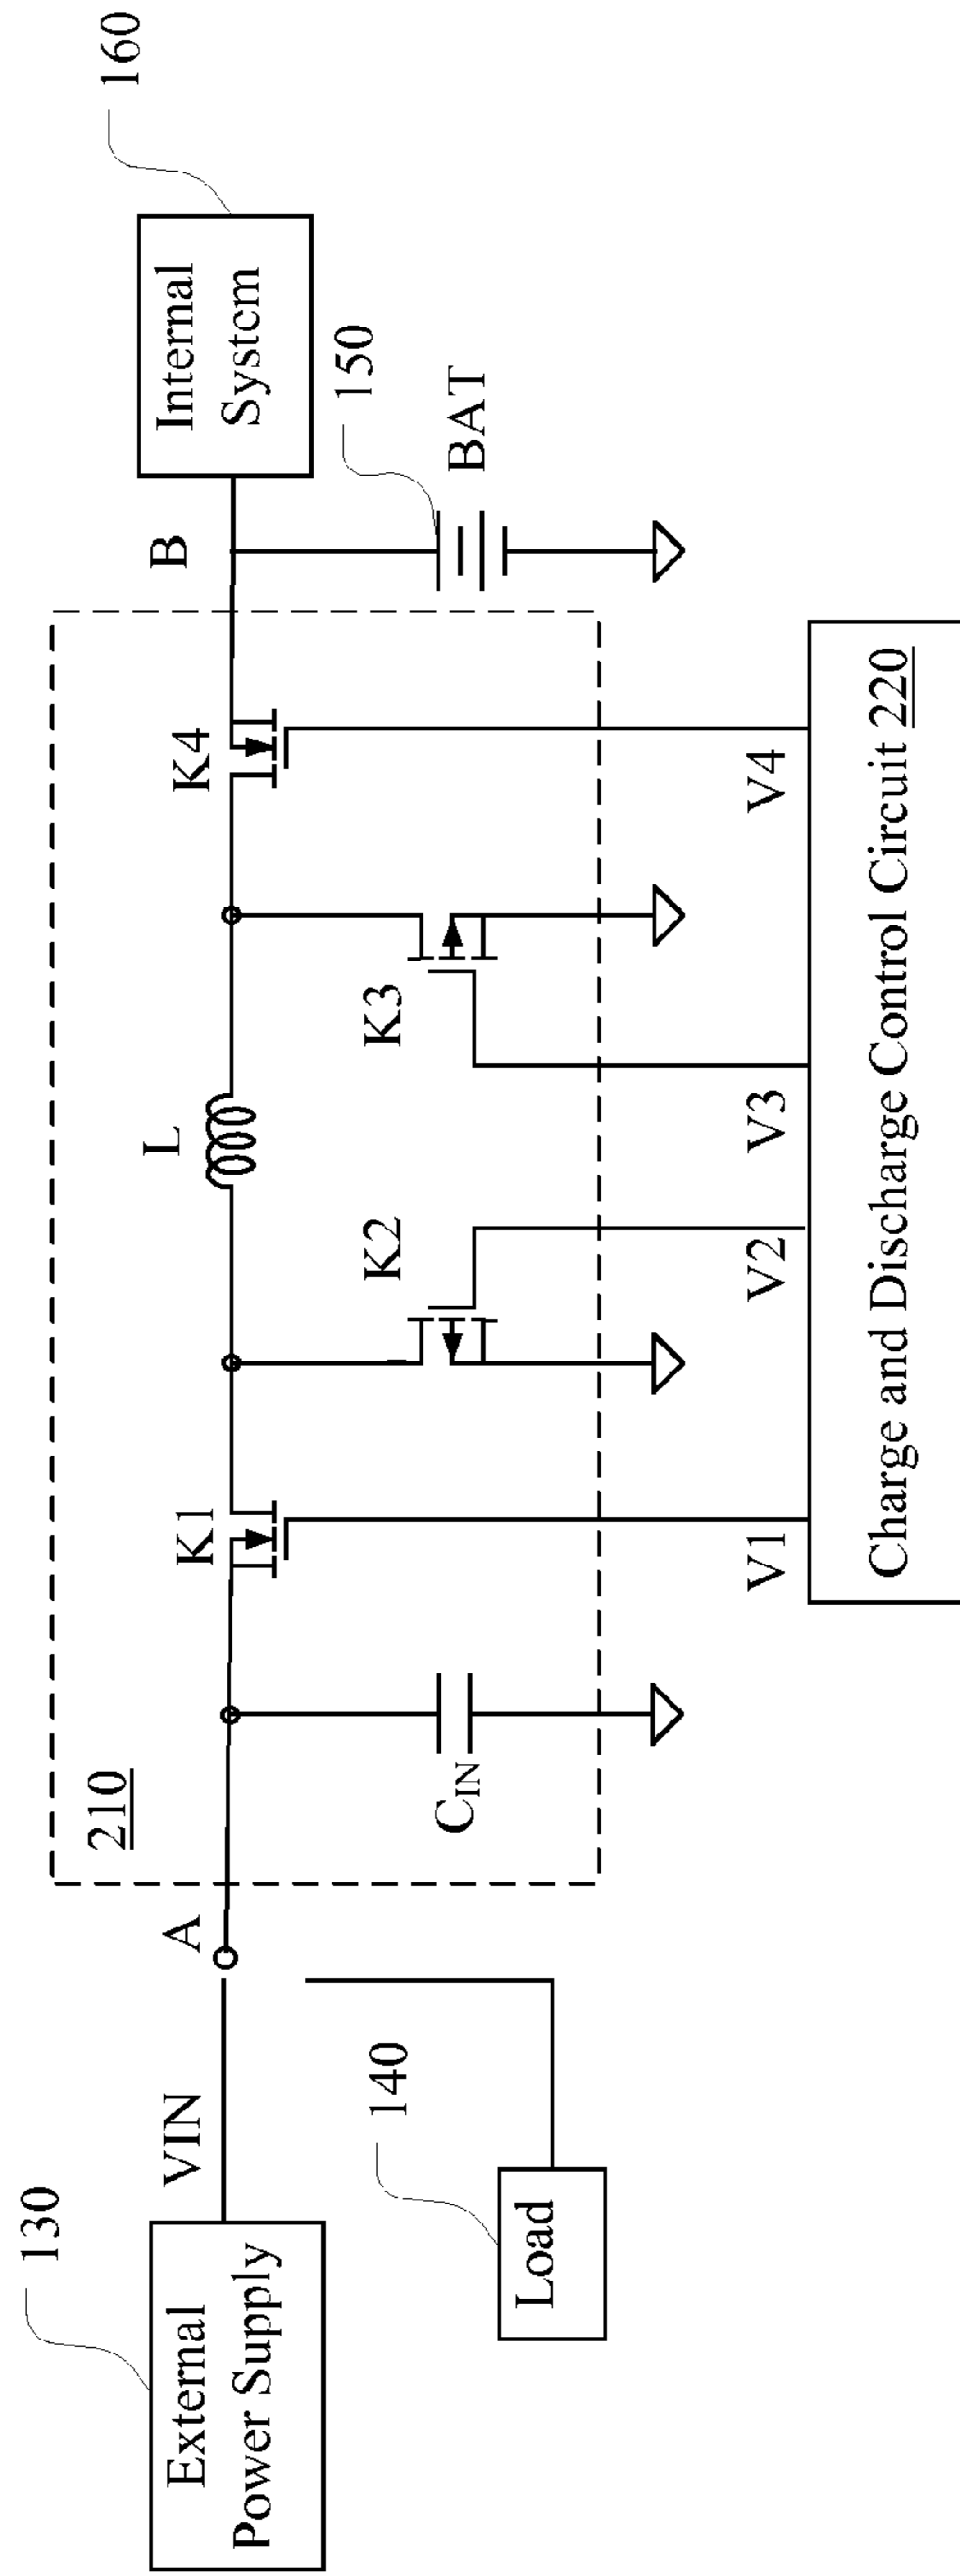 130
External
Power Supply
VIN
140
Load
A
210
C_IN
K1
K2
L
K3
K4
B
150
BAT
160
Internal
System
V1
V2
V3
V4
Charge and Discharge Control Circuit 220